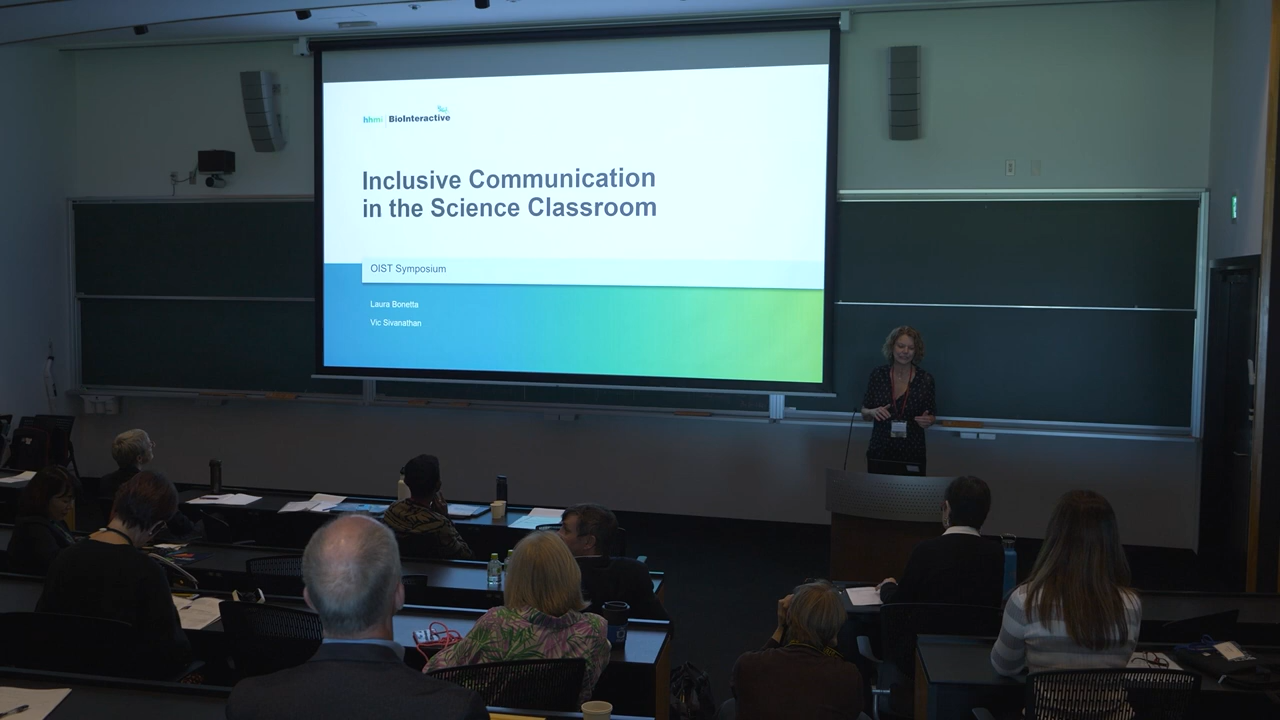 hhmi BioInteractive
Inclusive Communication
in the Science Classroom
OIST Symposium
Laura Bonetta
Vic Sivanathan